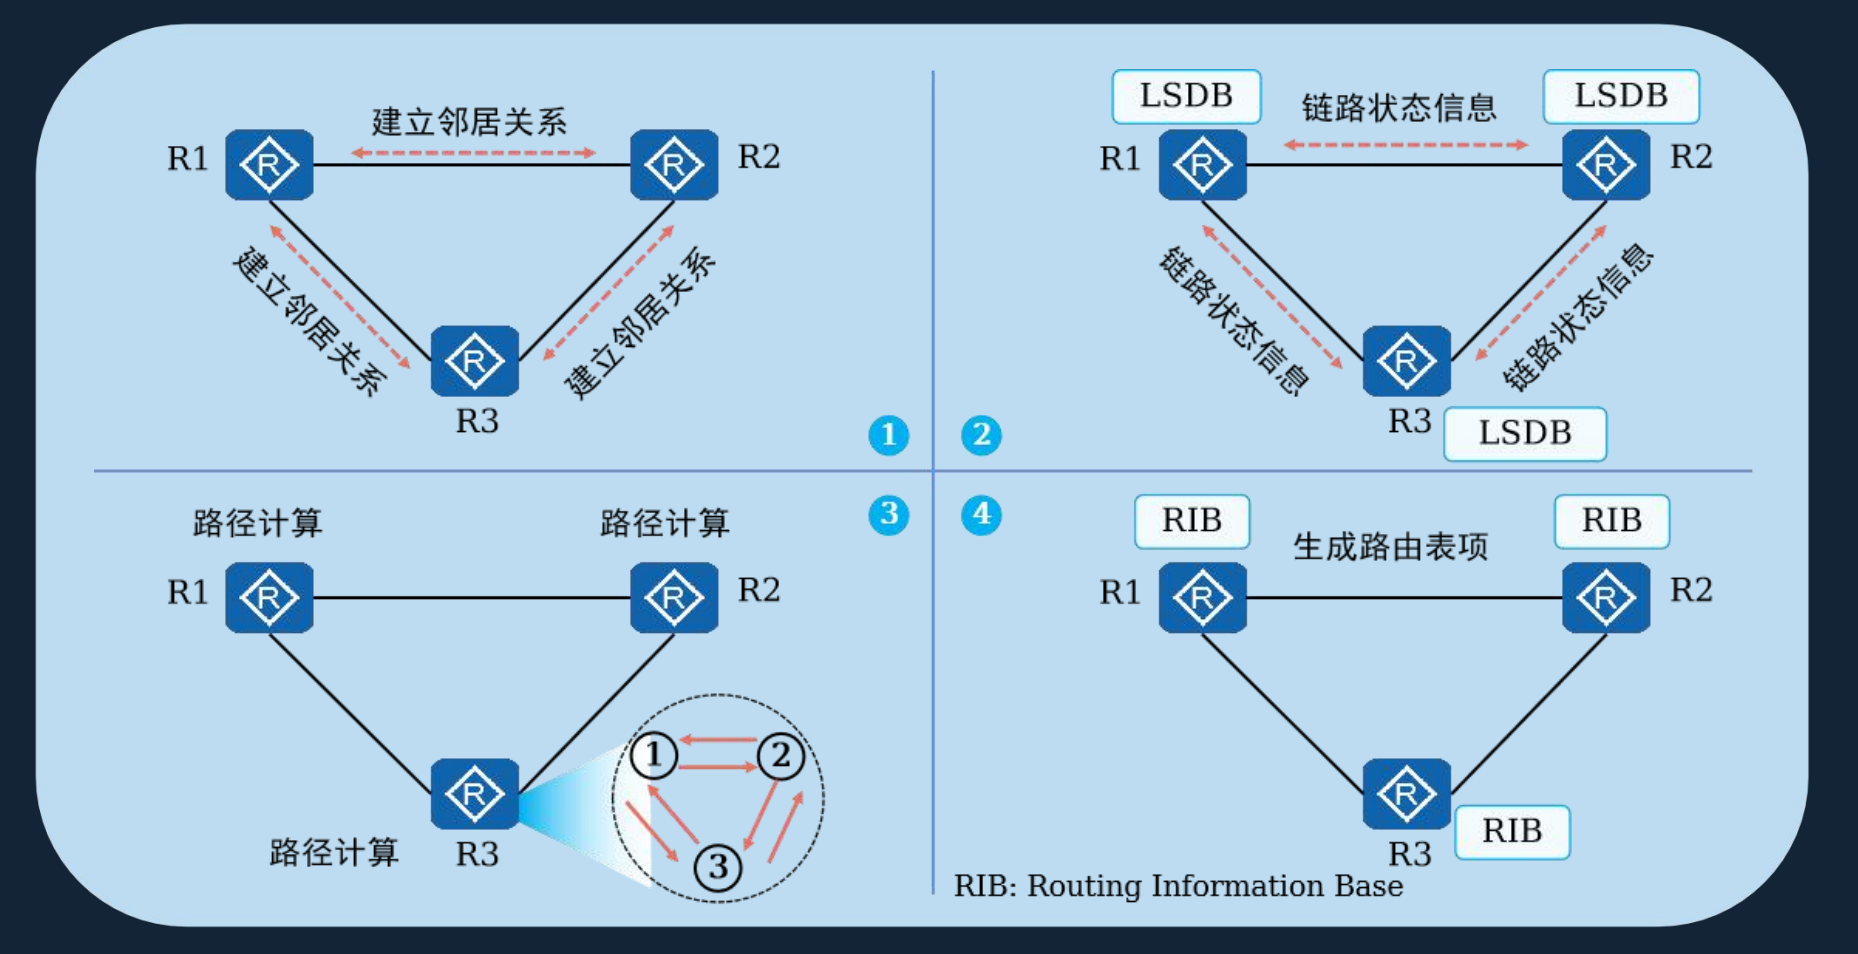 建立邻居关系
R1
R
R
R2
建立邻居关系
建立邻居关系
R
R3
1
LSDB
链路状态信息
LSDB
R1
R
R
R2
链路状态信息
链路状态信息
R
R3
LSDB
2
路径计算
路径计算
3
R1
R
R
R2
1
2
R
3
路径计算
R3
4
RIB
生成路由表项
RIB
R1
R
R
R2
R
RIB
R3
RIB: Routing Information Base